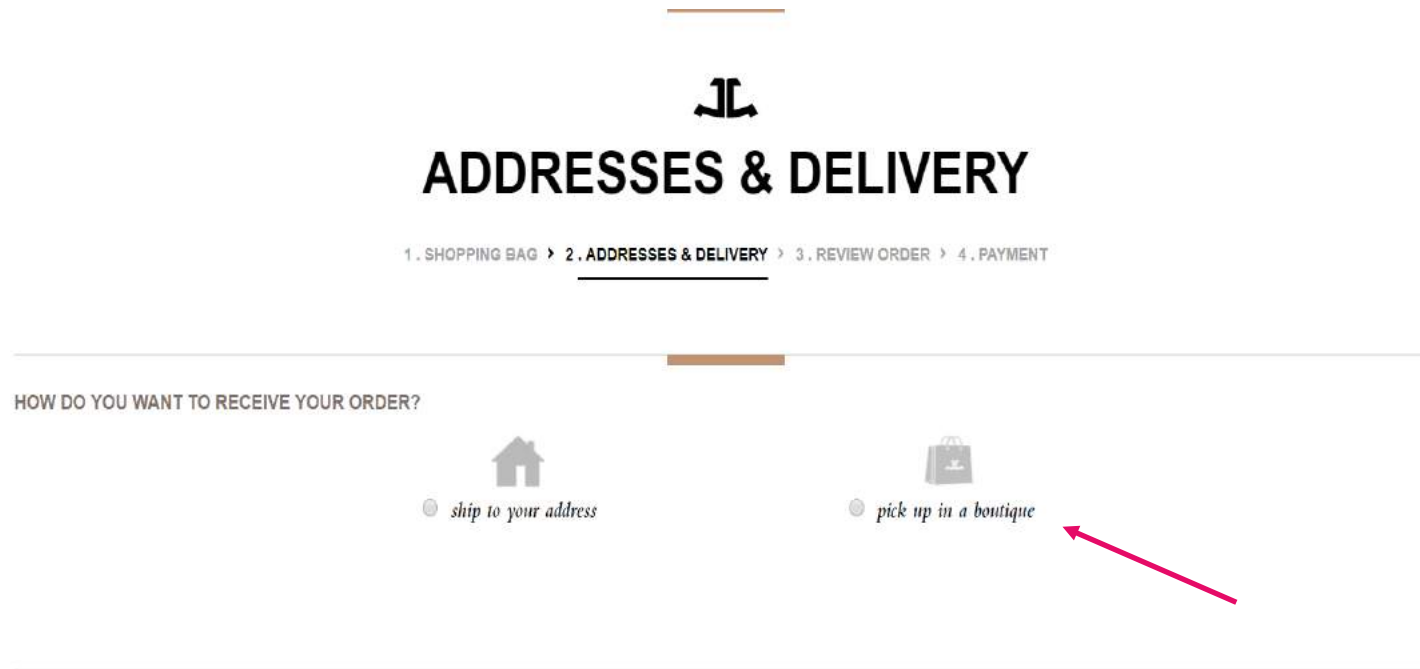 ADDRESSES & DELIVERY
1 . SHOPPING BAG > 2 . ADDRESSES & DELIVERY > 3 . REVIEW ORDER > 4 . PAYMENT
HOW DO YOU WANT TO RECEIVE YOUR ORDER?
ship to your address
pick up in a boutique